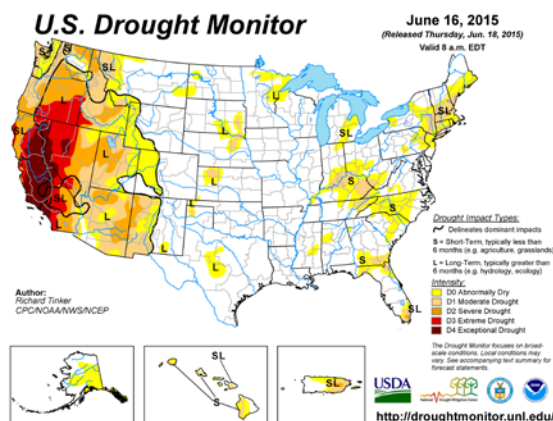 U.S. Drought Monitor
June 16, 2015
(Released Thursday, Jun. 18, 2015)
Valid 8 a.m. EDT
S
SL
SL
L
L
L
L
SL
L
SL
SL
L
L
SL
S
L
L
L
S
SL
Drought Impact Types:
Delineates dominant impacts
S = Short-Term, typically less than
6 months (e.g. agriculture, grasslands)
L = Long-Term, typically greater than
6 months (e.g. hydrology, ecology)
Intensity:
D0 Abnormally Dry
D1 Moderate Drought
D2 Severe Drought
D3 Extreme Drought
D4 Exceptional Drought
Author:
Richard Tinker
CPC/NOAA/NWS/NCEP
The Drought Monitor focuses on broad-
scale conditions. Local conditions may
vary. See accompanying text summary for
forecast statements.
SL
S
SL
USDA
National Drought Mitigation Center
http://droughtmonitor.unl.edu/